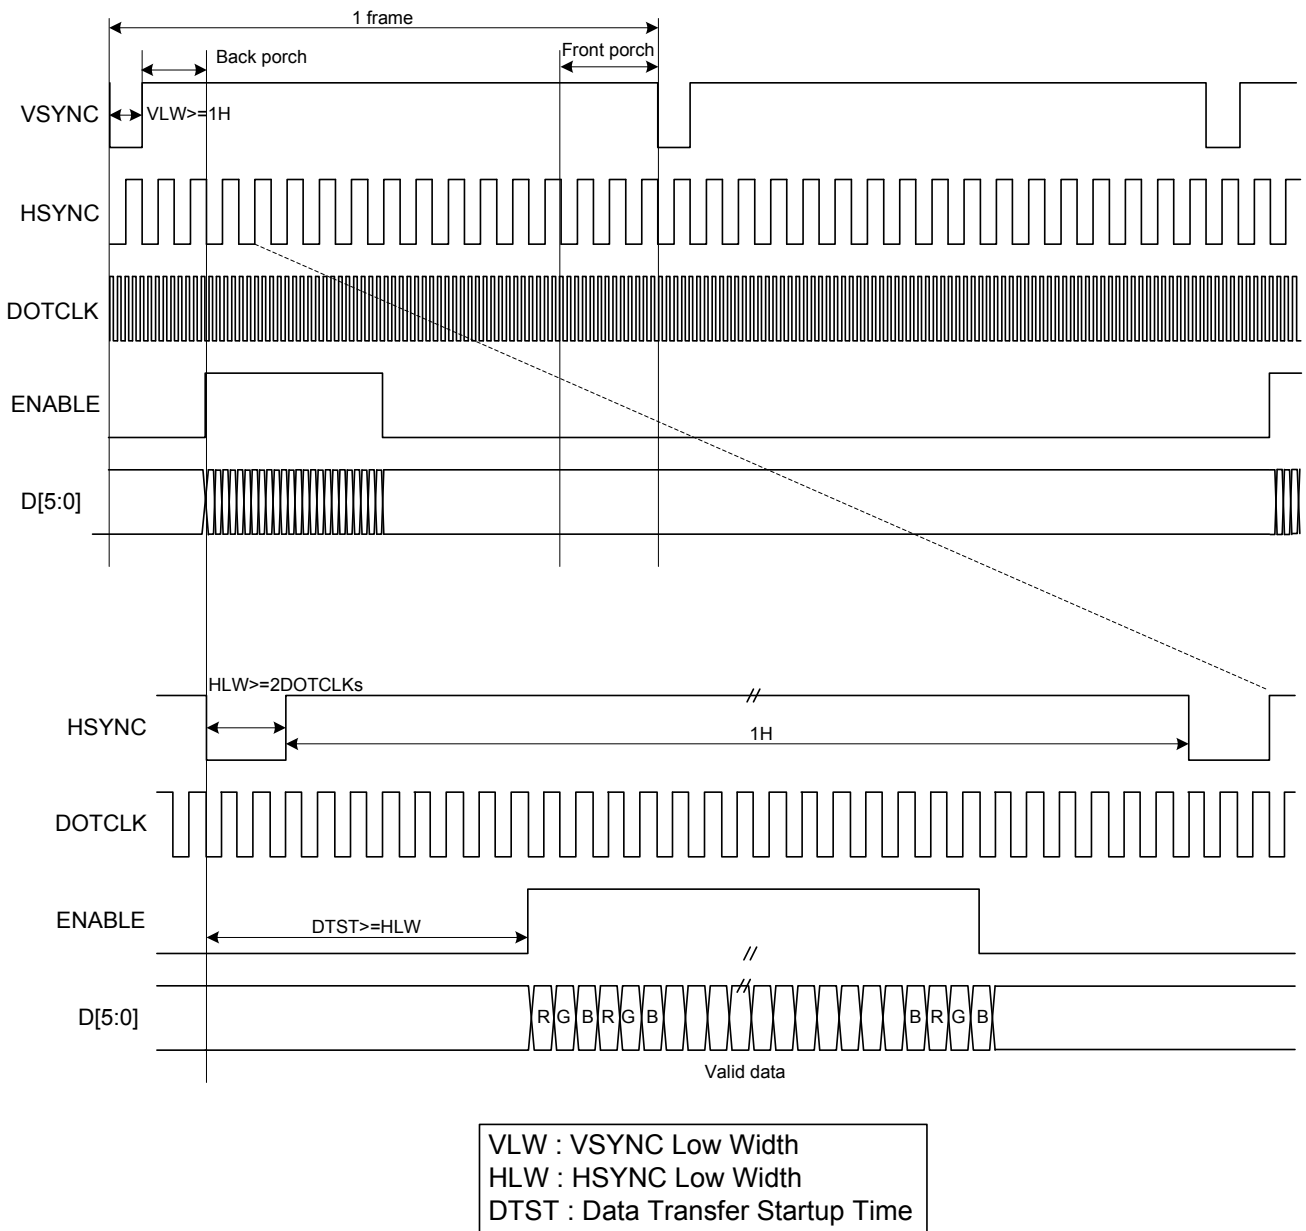 1 frame
Back porch
Front porch
VSYNC
VLW>=1H
HSYNC
DOTCLK
ENABLE
D[5:0]
HLW>=2DOTCLKs
HSYNC
1H
DOTCLK
ENABLE
DTST>=HLW
D[5:0]
R G B R G B B R G B
Valid data
VLW : VSYNC Low Width
HLW : HSYNC Low Width
DTST : Data Transfer Startup Time